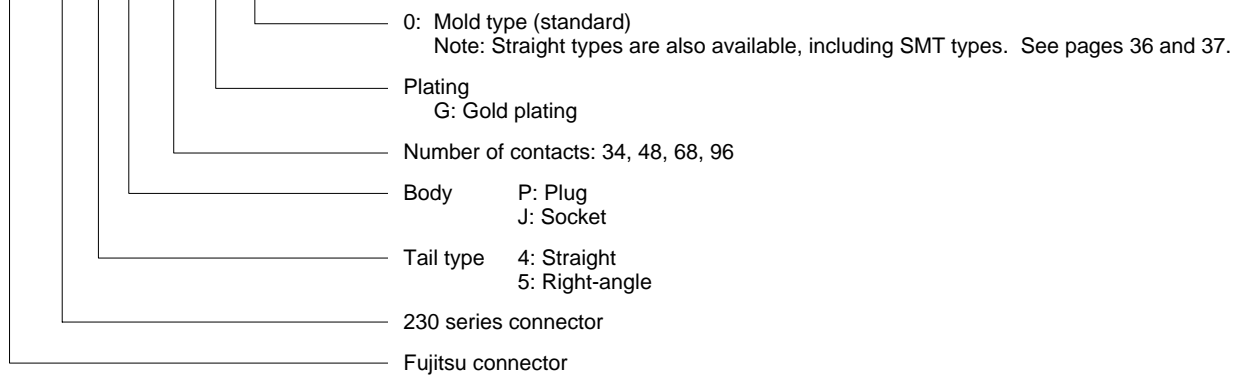 0: Mold type (standard)
Note: Straight types are also available, including SMT types. See pages 36 and 37.
Plating
G: Gold plating
Number of contacts: 34, 48, 68, 96
Body P: Plug
J: Socket
Tail type 4: Straight
5: Right-angle
230 series connector
Fujitsu connector